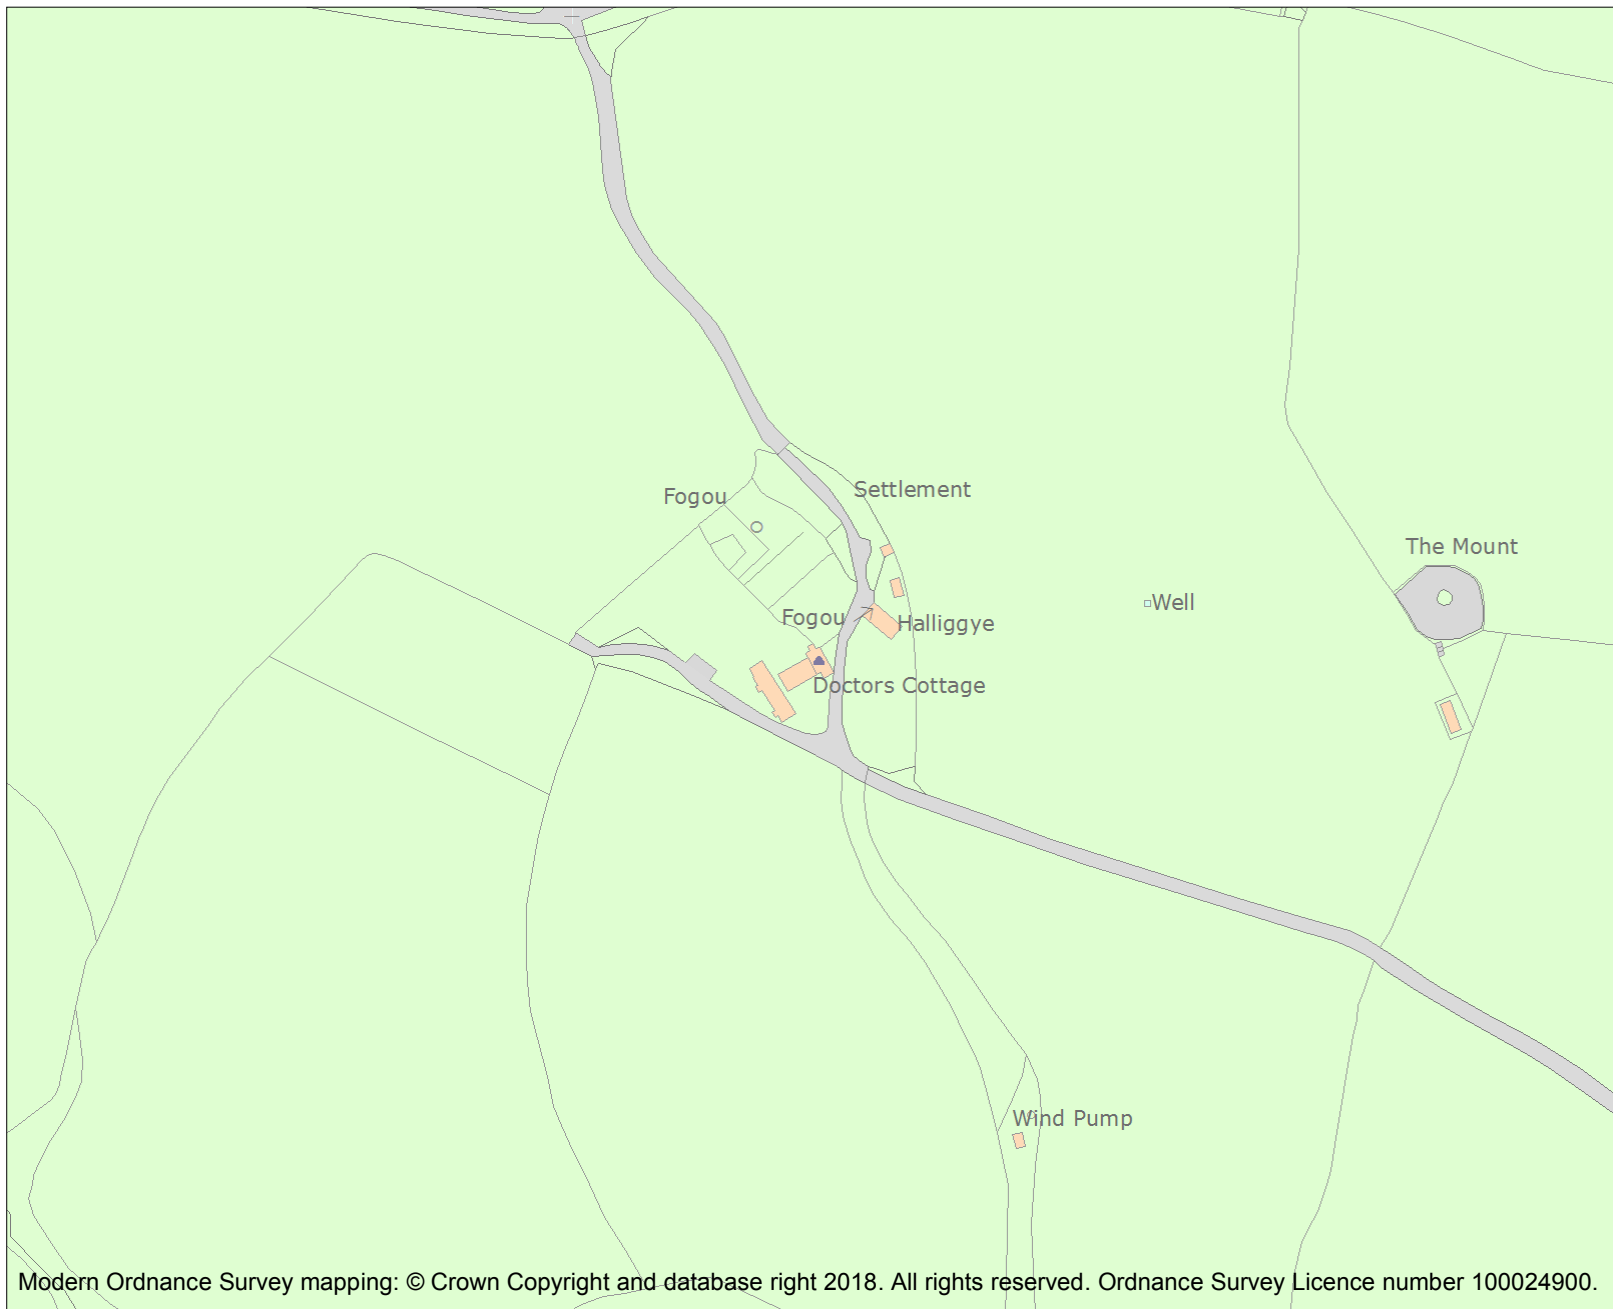 Settlement
Fogou
The Mount
Well
Fogou
Halliggye
Doctors Cottage
Wind Pump
Modern Ordnance Survey mapping: © Crown Copyright and database right 2018. All rights reserved. Ordnance Survey Licence number 100024900.